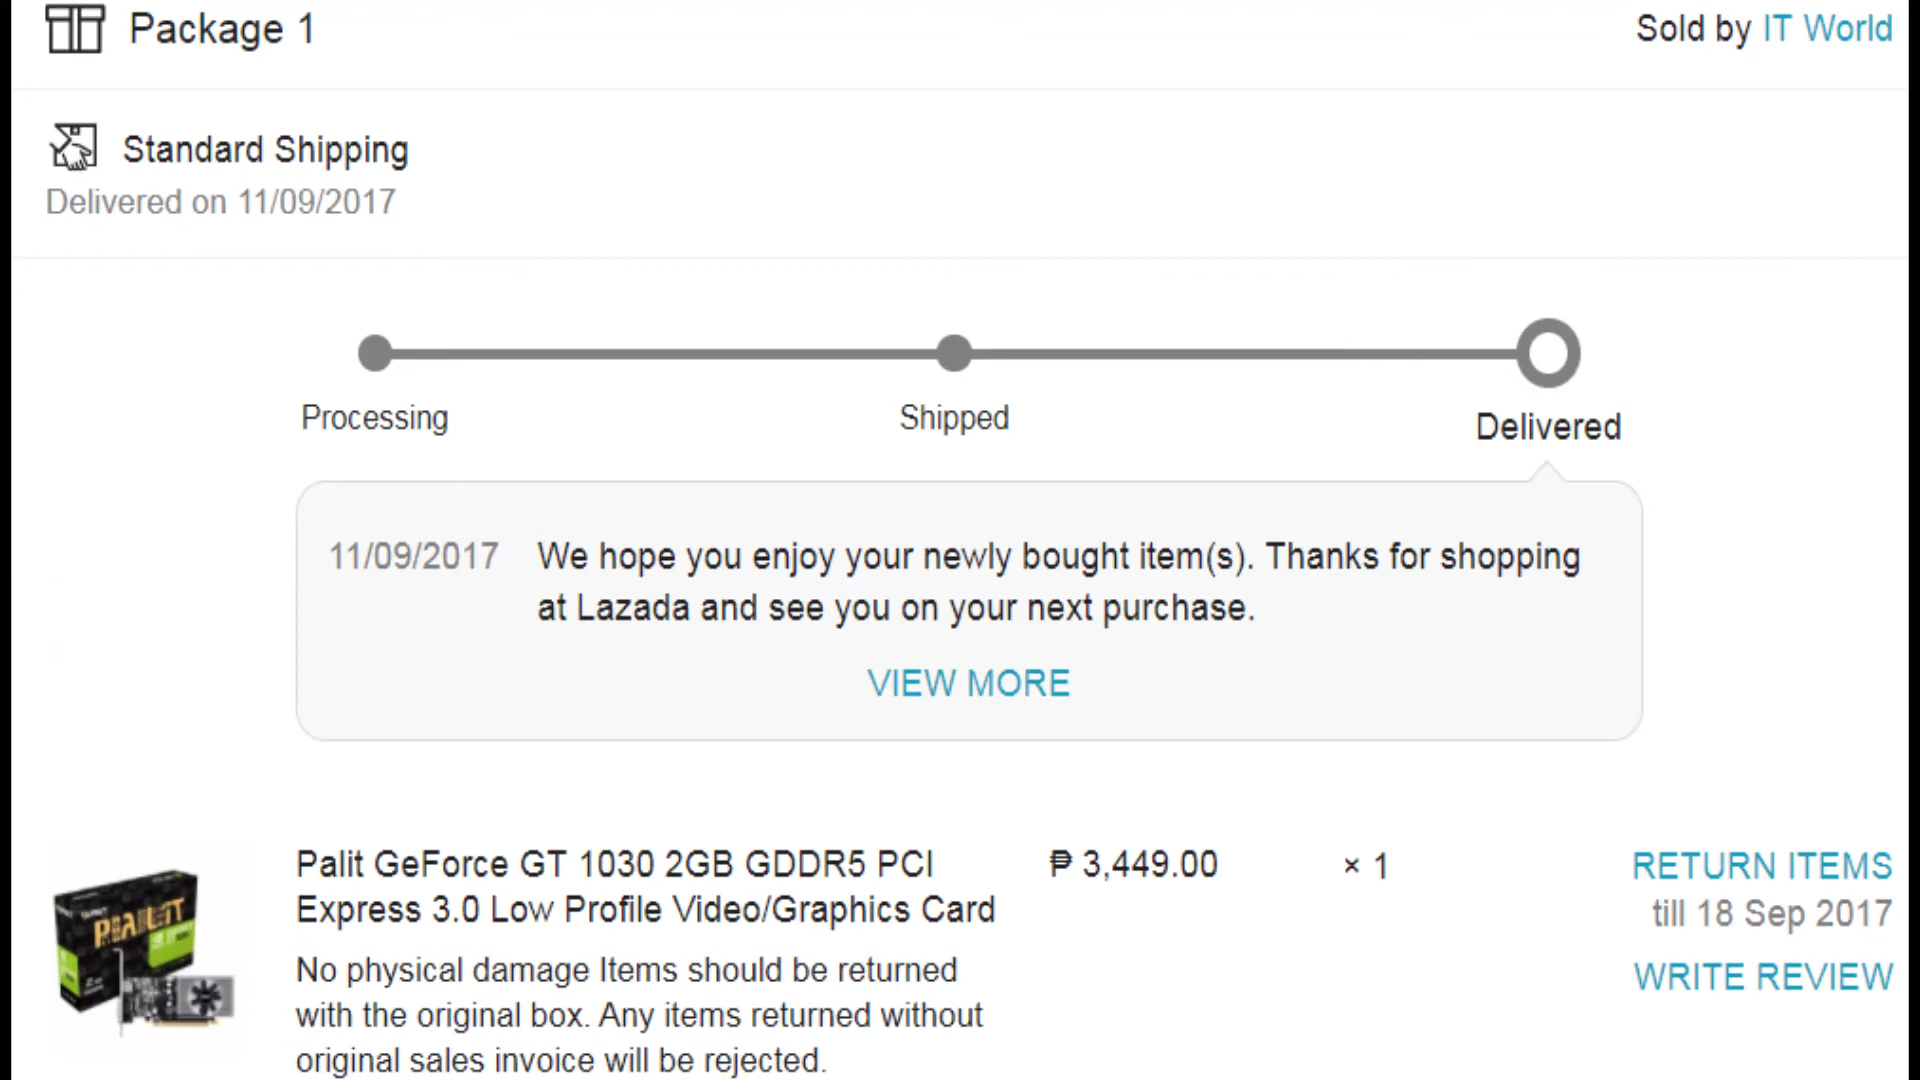 Package 1
Sold by IT World
Standard Shipping
Delivered on 11/09/2017
Processing
Shipped
Delivered
11/09/2017
We hope you enjoy your newly bought item(s). Thanks for shopping
at Lazada and see you on your next purchase.
VIEW MORE
Palit GeForce GT 1030 2GB GDDR5 PCI
Express 3.0 Low Profile Video/Graphics Card
₱ 3,449.00
× 1
RETURN ITEMS
till 18 Sep 2017
WRITE REVIEW
No physical damage Items should be returned
with the original box. Any items returned without
original sales invoice will be rejected.
PALIT